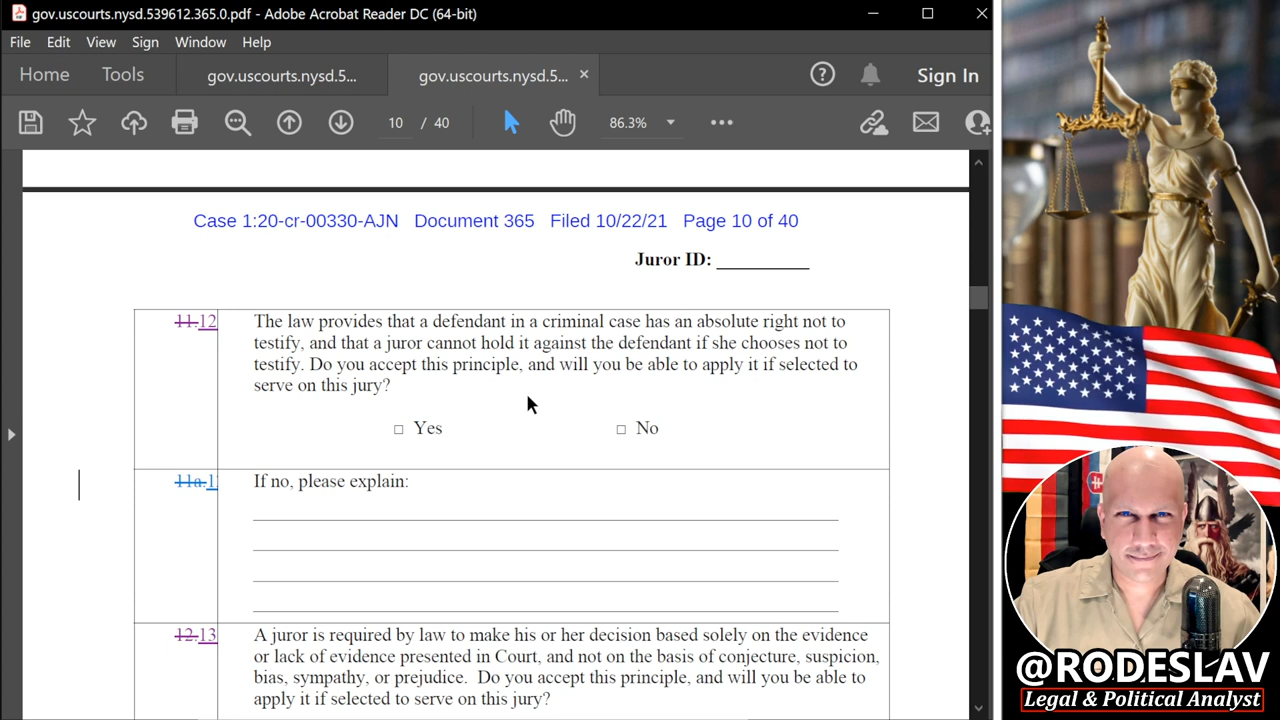 gov.uscourts.nysd.539612.365.0.pdf - Adobe Acrobat Reader DC (64-bit)
File Edit View Sign Window Help
Home Tools gov.uscourts.nysd.5... gov.uscourts.nysd.5... Sign In
10 / 40 86.3%
Case 1:20-cr-00330-AJN Document 365 Filed 10/22/21 Page 10 of 40
Juror ID:
11.12 The law provides that a defendant in a criminal case has an absolute right not to
testify, and that a juror cannot hold it against the defendant if she chooses not to
testify. Do you accept this principle, and will you be able to apply it if selected to
serve on this jury?
Yes No
11a.1 If no, please explain:
12.13 A juror is required by law to make his or her decision based solely on the evidence
or lack of evidence presented in Court, and not on the basis of conjecture, suspicion,
bias, sympathy, or prejudice. Do you accept this principle, and will you be able to
apply it if selected to serve on this jury?
@RODESLAV
Legal & Political Analyst